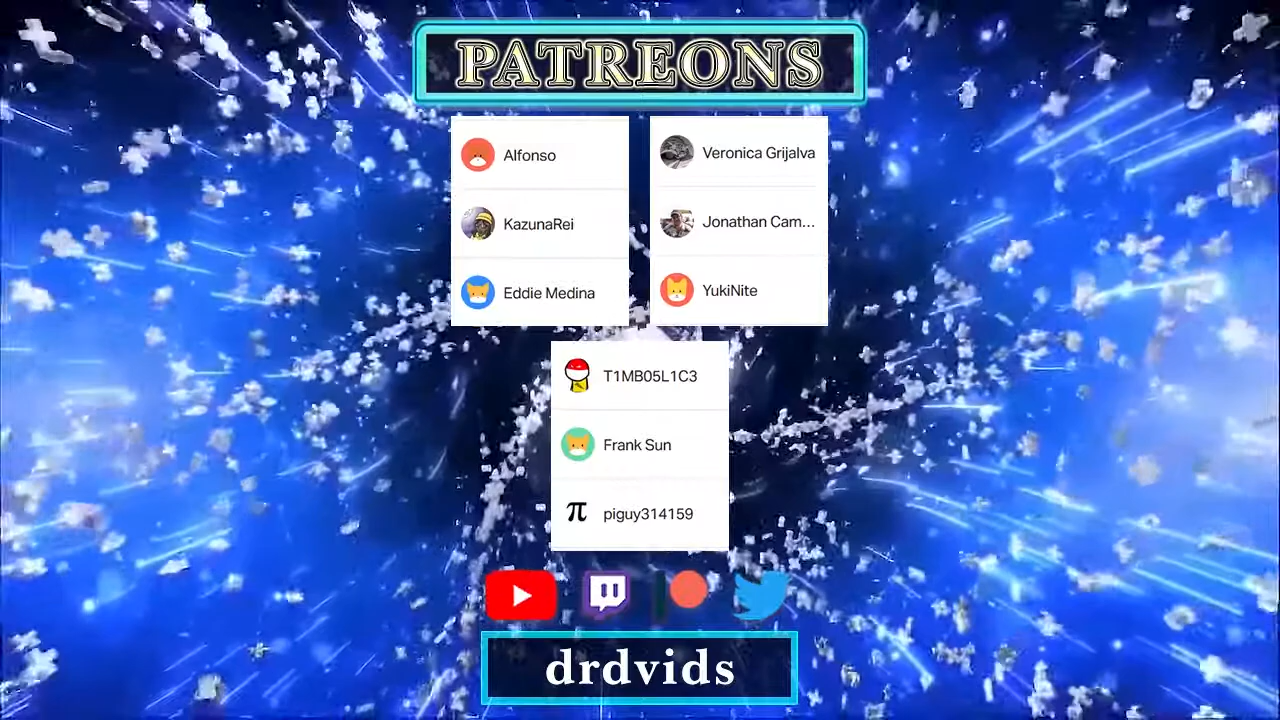 PATREONS
Alfonso
KazunaRei
Eddie Medina
Veronica Grijalva
Jonathan Cam...
YukiNite
T1MB05L1C3
Frank Sun
π
piguy314159
drdvids